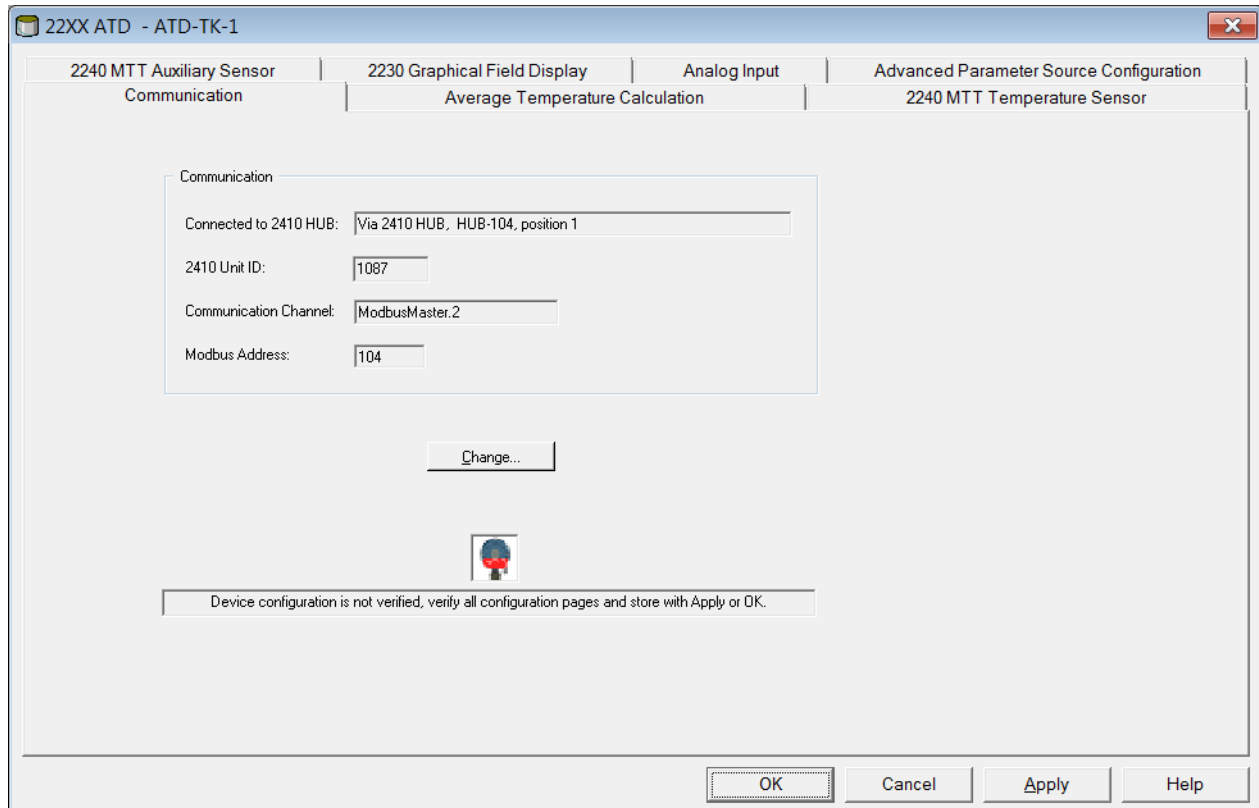 22XX ATD - ATD-TK-1
2240 MTT Auxiliary Sensor 2230 Graphical Field Display Analog Input Advanced Parameter Source Configuration
Communication Average Temperature Calculation 2240 MTT Temperature Sensor
Communication
Connected to 2410 HUB: Via 2410 HUB, HUB-104, position 1
2410 Unit ID: 1087
Communication Channel: ModbusMaster.2
Modbus Address: 104
Change...
Device configuration is not verified, verify all configuration pages and store with Apply or OK.
OK Cancel Apply Help